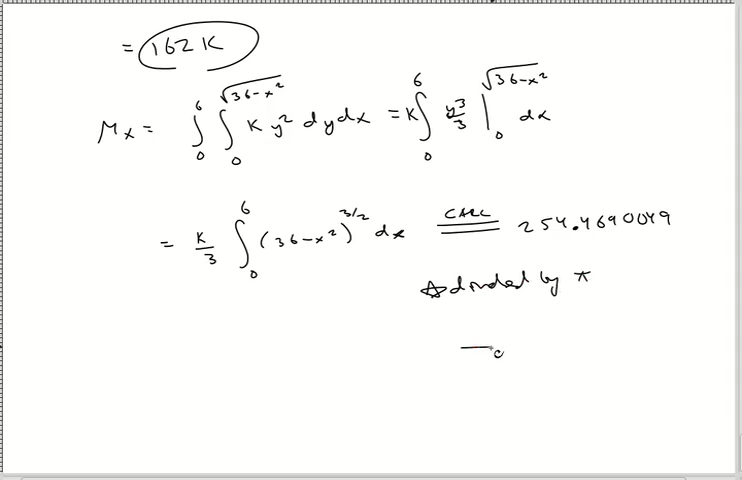 = 162 K
Mx = ∫₀⁶ ∫₀^√(36-x²) K y² dy dx = K ∫₀⁶ y³/3 |₀^√(36-x²) dx
= K/3 ∫₀⁶ (36-x²)^3/2 dx CALC 254.4690049
☆ divided by π